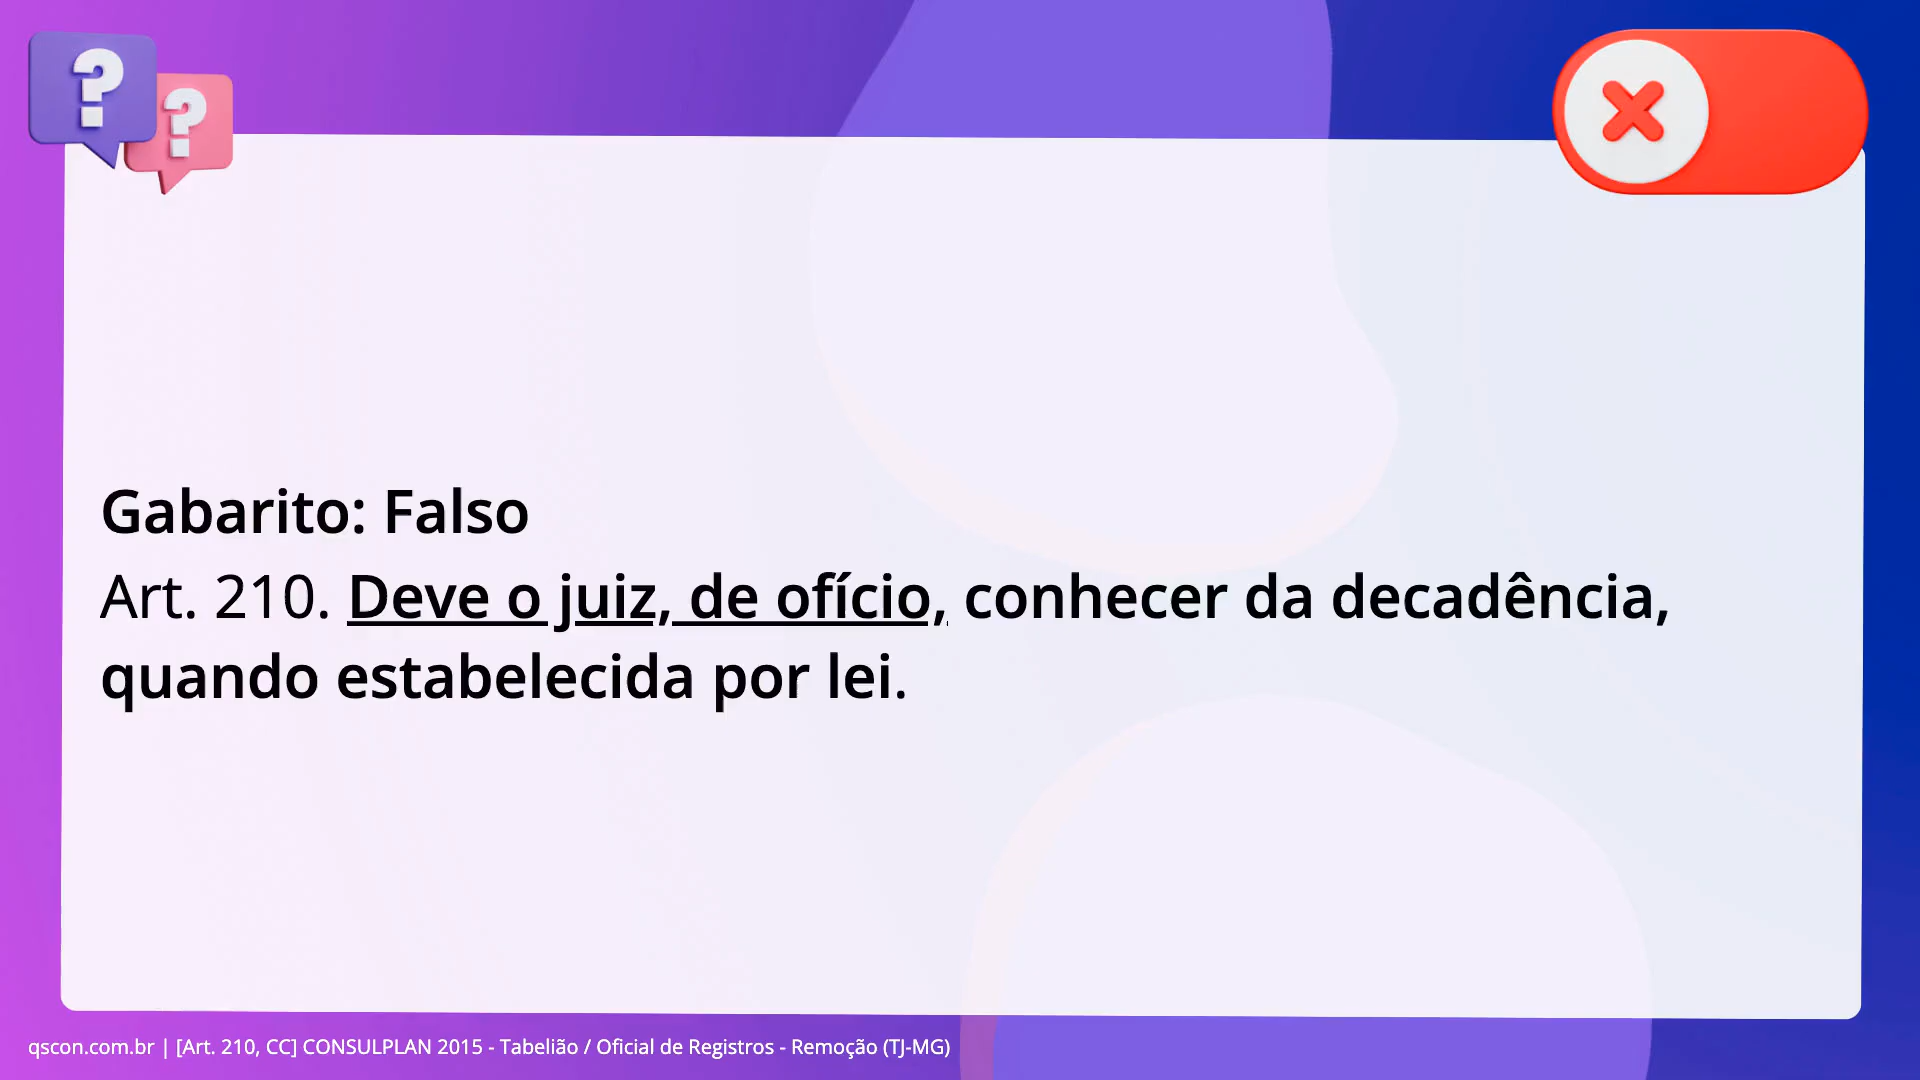 Gabarito: Falso
Art. 210. Deve o juiz, de ofício, conhecer da decadência,
quando estabelecida por lei.
qscon.com.br | [Art. 210, CC] CONSULPLAN 2015 - Tabelião / Oficial de Registros - Remoção (TJ-MG)